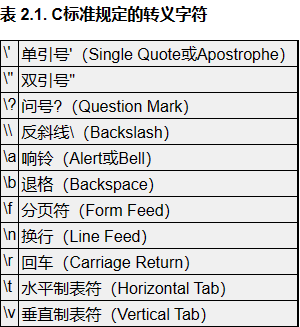 表 2.1. C标准规定的转义字符
\' 单引号'（Single Quote或Apostrophe）
\" 双引号"
\? 问号?（Question Mark）
\\ 反斜线\（Backslash）
\a 响铃（Alert或Bell）
\b 退格（Backspace）
\f 分页符（Form Feed）
\n 换行（Line Feed）
\r 回车（Carriage Return）
\t 水平制表符（Horizontal Tab）
\v 垂直制表符（Vertical Tab）